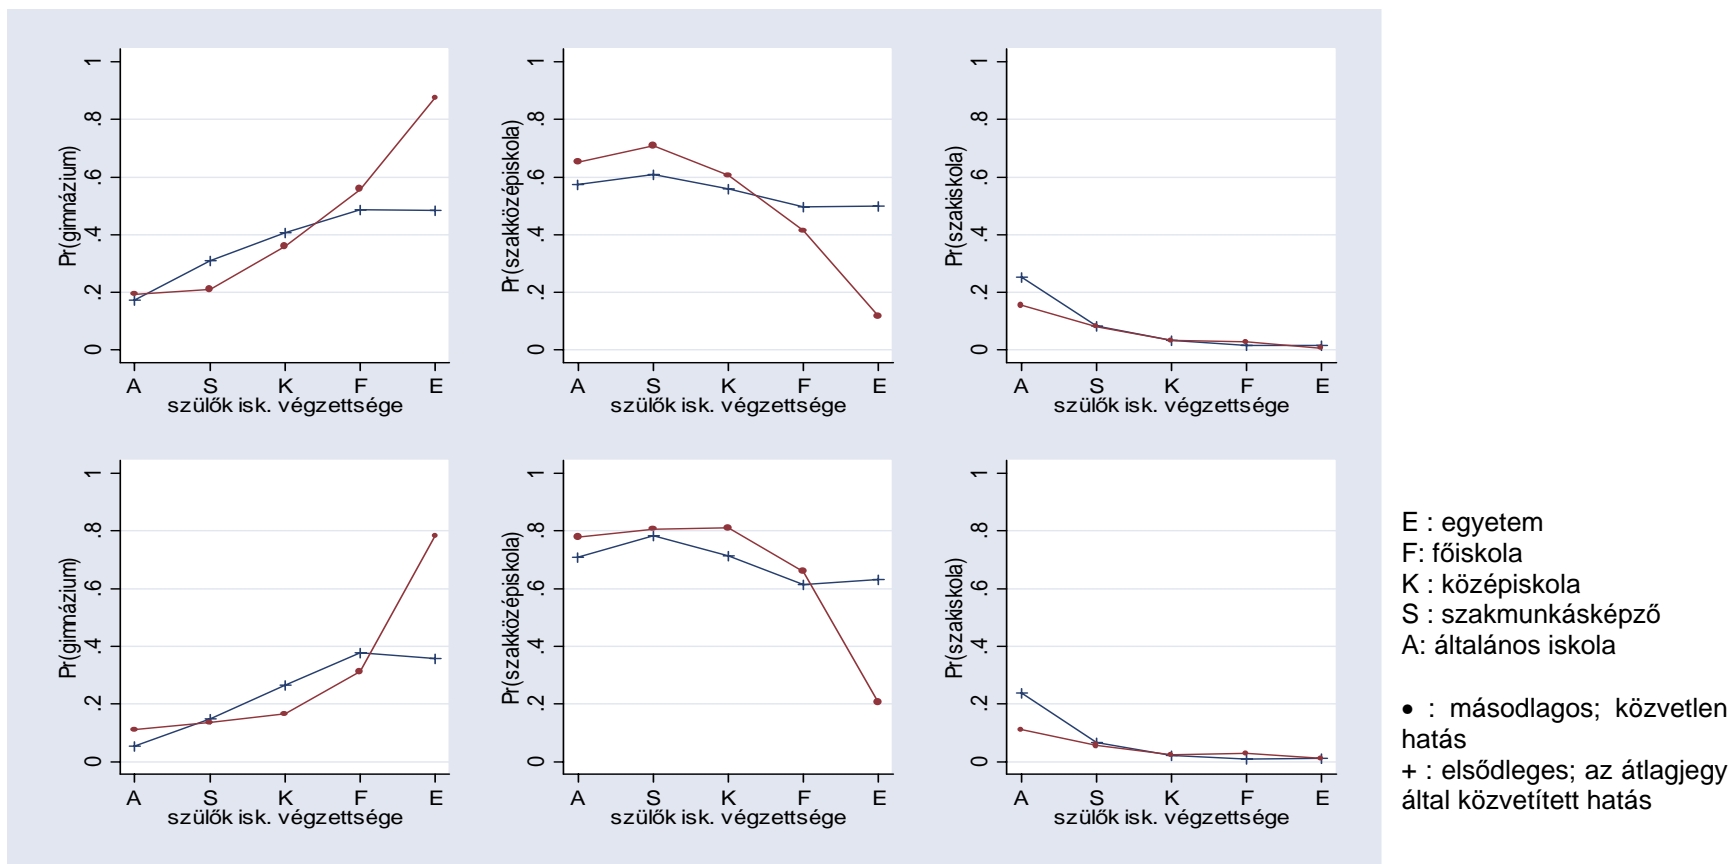 Pr(gimnázium)
1
.8
.6
.4
.2
0
A S K F E
szülők isk. végzettsége
Pr(szakközépiskola)
1
.8
.6
.4
.2
0
A S K F E
szülők isk. végzettsége
Pr(szakiskola)
1
.8
.6
.4
.2
0
A S K F E
szülők isk. végzettsége
Pr(gimnázium)
1
.8
.6
.4
.2
0
A S K F E
szülők isk. végzettsége
Pr(szakközépiskola)
1
.8
.6
.4
.2
0
A S K F E
szülők isk. végzettsége
Pr(szakiskola)
1
.8
.6
.4
.2
0
A S K F E
szülők isk. végzettsége
E : egyetem
F: főiskola
K : középiskola
S : szakmunkásképző
A: általános iskola
● : másodlagos; közvetlen
hatás
+ : elsődleges; az átlagjegy
által közvetített hatás